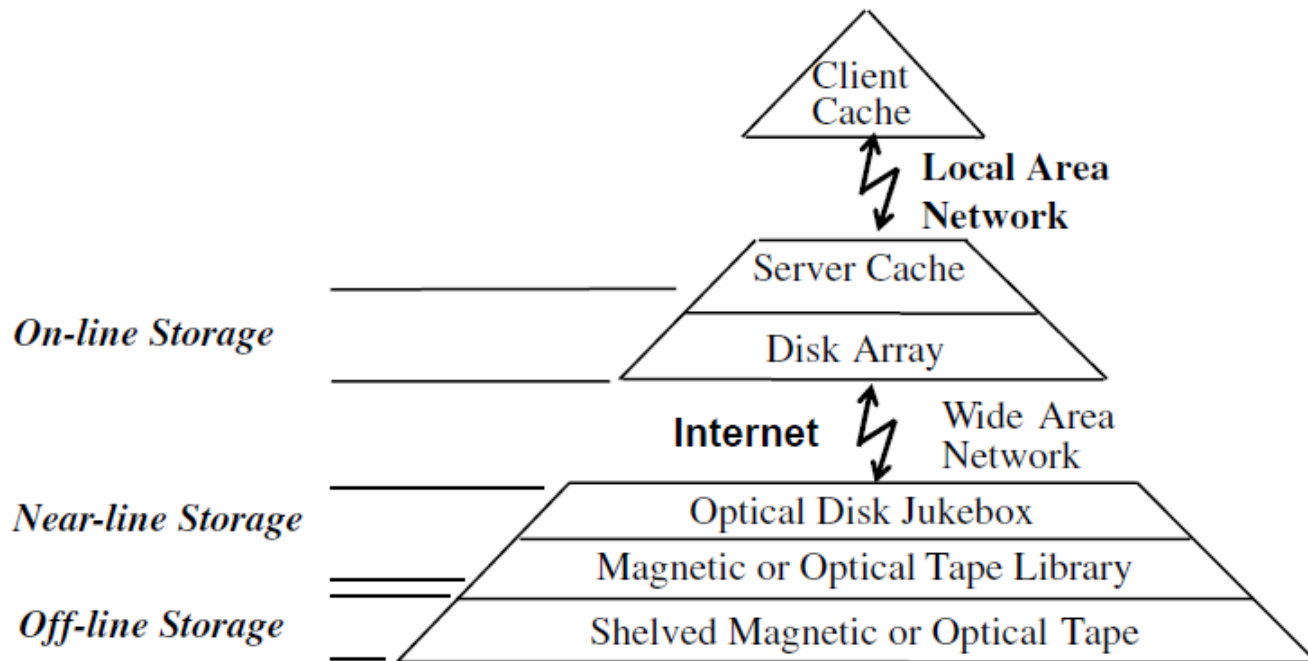 Client
Cache
Local Area
Network
Server Cache
On-line Storage
Disk Array
Internet
Wide Area
Network
Near-line Storage
Optical Disk Jukebox
Magnetic or Optical Tape Library
Off-line Storage
Shelved Magnetic or Optical Tape